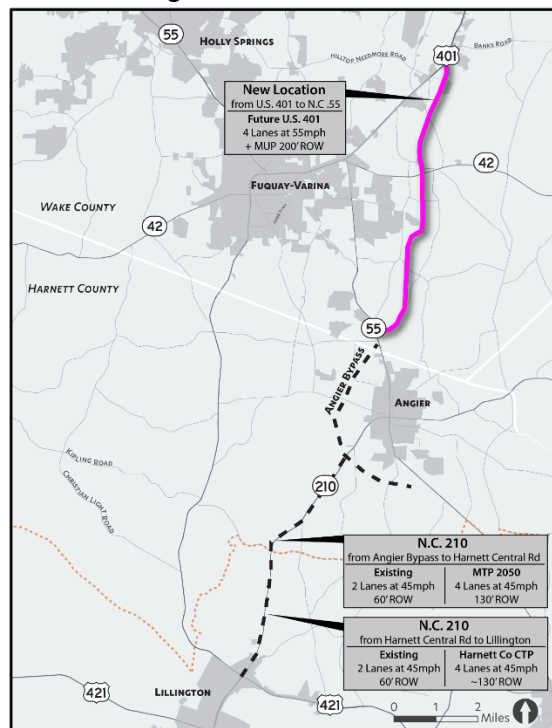 55
HOLLY SPRINGS
HILLTOP NEEDMORE ROAD
BANKS ROAD
401
New Location
from U.S. 401 to N.C .55
Future U.S. 401
4 Lanes at 55mph
+ MUP 200' ROW
42
FUQUAY-VARINA
WAKE COUNTY
42
HARNETT COUNTY
55
ANGIER BYPASS
ANGIER
KIPLING ROAD
CHRISTIAN LIGHT ROAD
210
N.C. 210
from Angier Bypass to Harnett Central Rd
Existing MTP 2050
2 Lanes at 45mph 4 Lanes at 45mph
60' ROW 130' ROW
N.C. 210
from Harnett Central Rd to Lillington
Existing Harnett Co CTP
2 Lanes at 45mph 4 Lanes at 45mph
60' ROW ~130' ROW
421
LILLINGTON
421
0 1 2
Miles